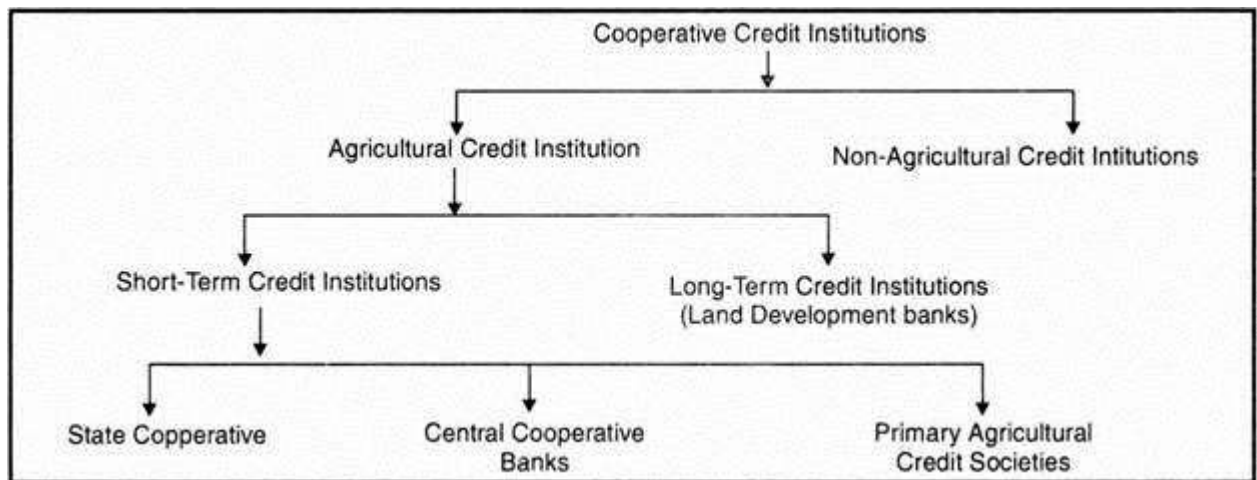 Cooperative Credit Institutions
Agricultural Credit Institution
Non-Agricultural Credit Intitutions
Short-Term Credit Institutions
Long-Term Credit Institutions
(Land Development banks)
State Copperative
Central Cooperative
Banks
Primary Agricultural
Credit Societies